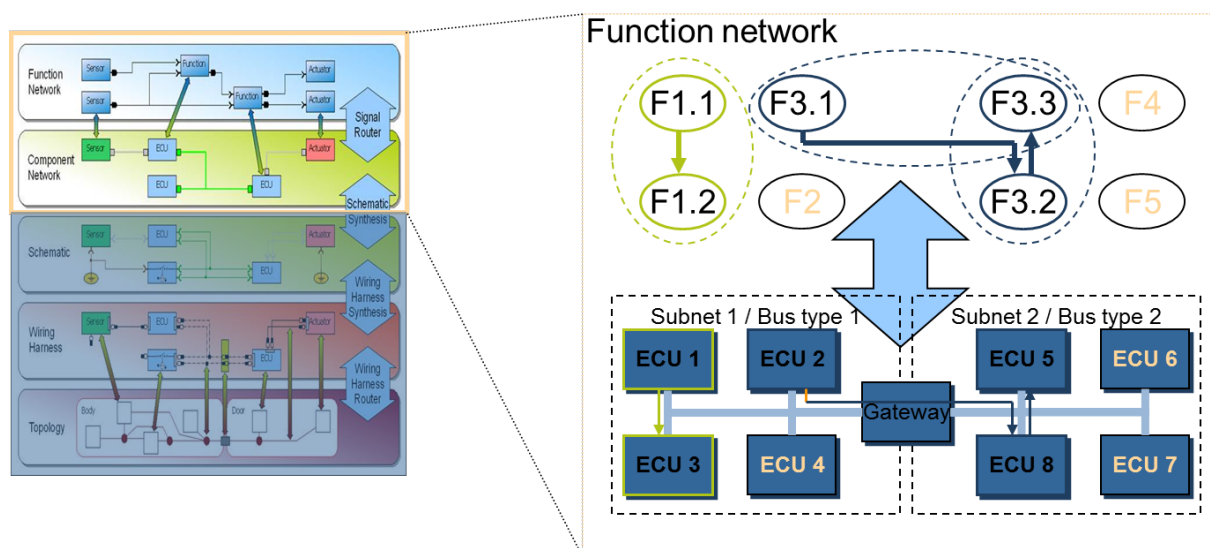 Function
Network
Sensor
Function
Actuator
Sensor
Function
Actuator
Signal
Router
Component
Network
Sensor
ECU
Actuator
ECU
ECU
Schematic
Synthesis
Schematic
Sensor
ECU
Actuator
ECU
Wiring
Harness
Synthesis
Wiring
Harness
Sensor
ECU
Actuator
ECU
Wiring
Harness
Router
Topology
Body
Door
Function network
F1.1
F3.1
F3.3
F4
F1.2
F2
F3.2
F5
Subnet 1 / Bus type 1
Subnet 2 / Bus type 2
ECU 1
ECU 2
ECU 5
ECU 6
Gateway
ECU 3
ECU 4
ECU 8
ECU 7